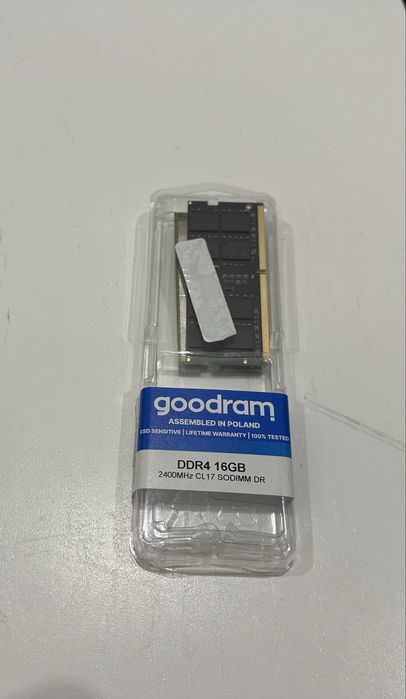 goodram
ASSEMBLED IN POLAND
ESD SENSITIVE | LIFETIME WARRANTY | 100% TESTED
DDR4 16GB
2400MHz CL17 SODIMM DR